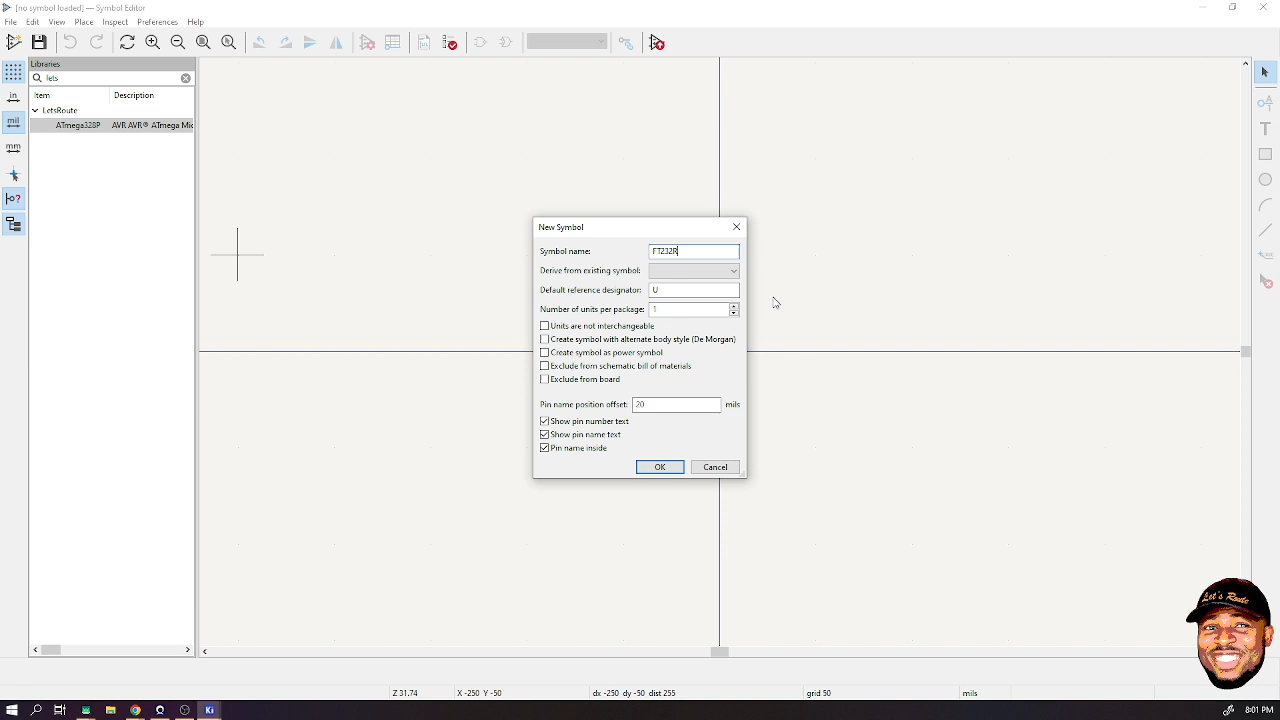 [no symbol loaded] — Symbol Editor
File Edit View Place Inspect Preferences Help
Libraries
lets
Item Description
LetsRoute
ATmega328P AVR AVR® ATmega Mic
in
mil
mm
New Symbol
Symbol name: FT232R
Derive from existing symbol:
Default reference designator: U
Number of units per package: 1
Units are not interchangeable
Create symbol with alternate body style (De Morgan)
Create symbol as power symbol
Exclude from schematic bill of materials
Exclude from board
Pin name position offset: 20 mils
Show pin number text
Show pin name text
Pin name inside
OK Cancel
Let's Route
Z 31.74 X -250 Y -50 dx -250 dy -50 dist 255 grid 50 mils
Ki 8:01 PM